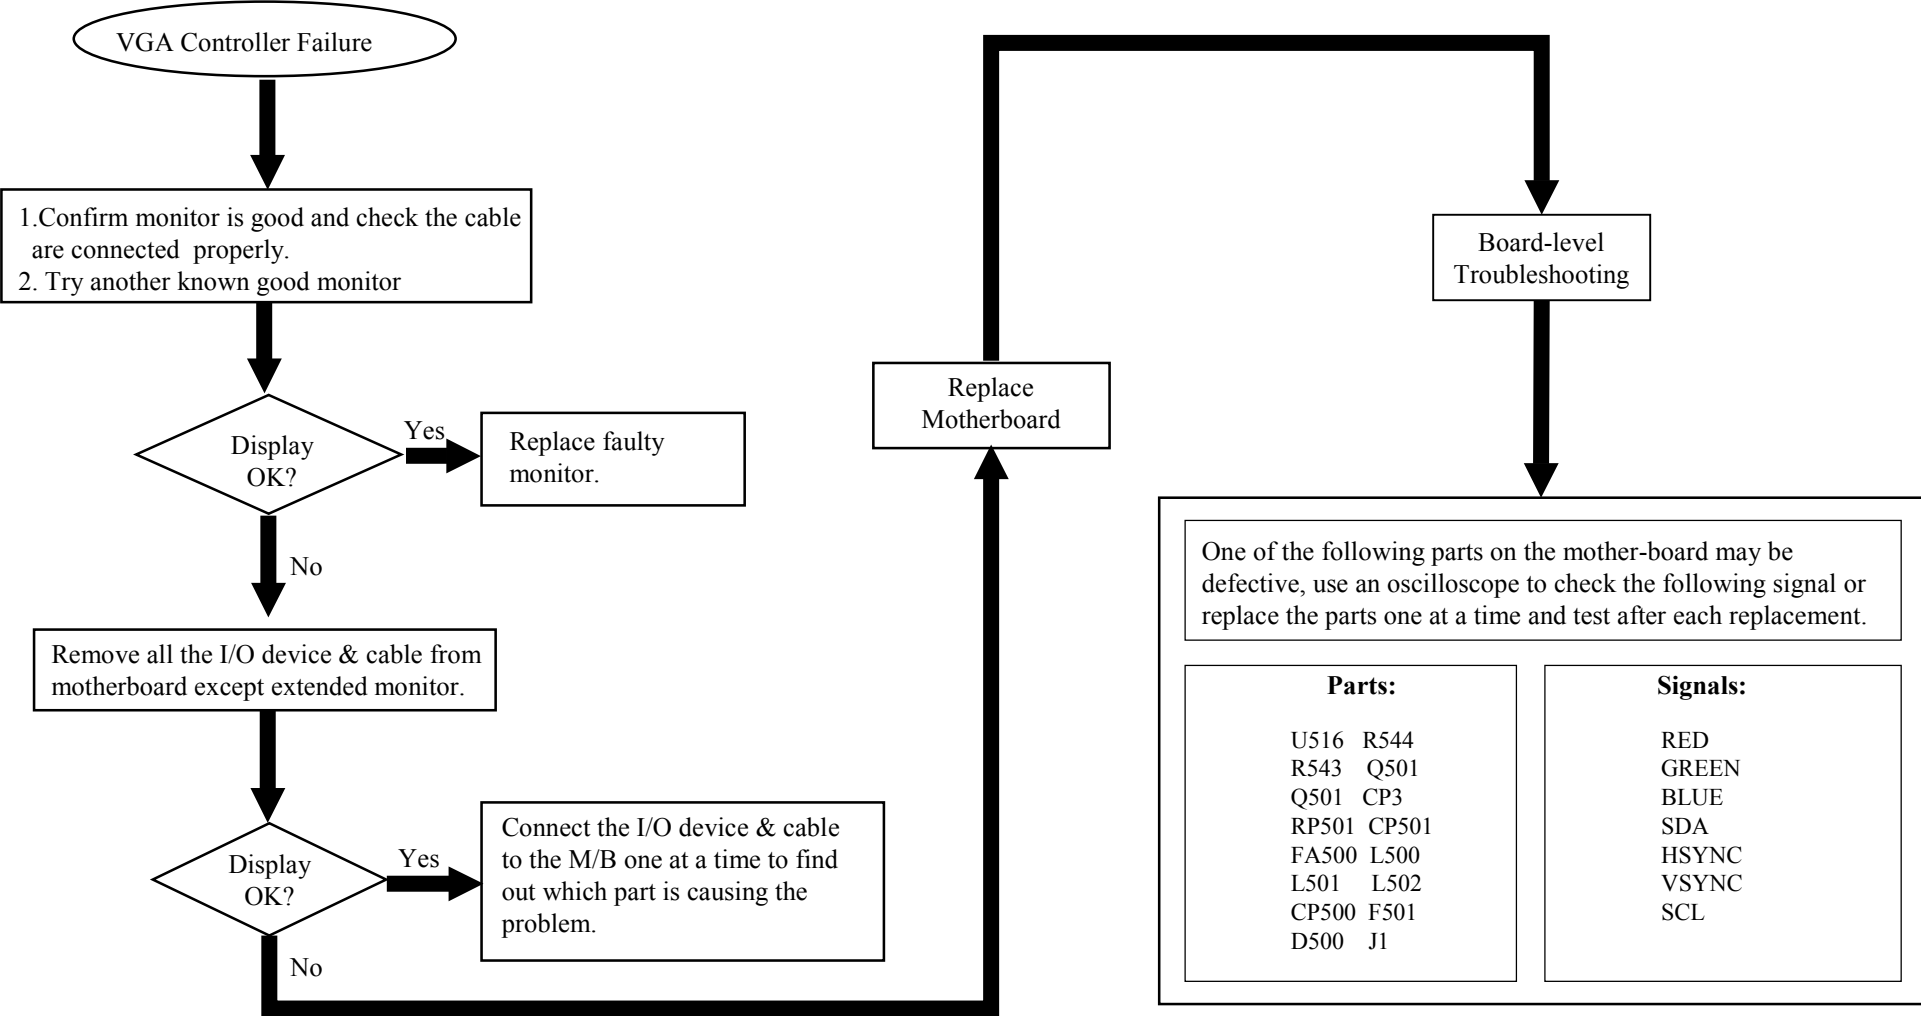 VGA Controller Failure
1.Confirm monitor is good and check the cable
are connected properly.
2. Try another known good monitor
Display
OK?
Yes
Replace faulty
monitor.
No
Remove all the I/O device & cable from
motherboard except extended monitor.
Display
OK?
Yes
Connect the I/O device & cable
to the M/B one at a time to find
out which part is causing the
problem.
No
Replace
Motherboard
Board-level
Troubleshooting
One of the following parts on the mother-board may be
defective, use an oscilloscope to check the following signal or
replace the parts one at a time and test after each replacement.
Parts:
U516 R544
R543 Q501
Q501 CP3
RP501 CP501
FA500 L500
L501 L502
CP500 F501
D500 J1
Signals:
RED
GREEN
BLUE
SDA
HSYNC
VSYNC
SCL